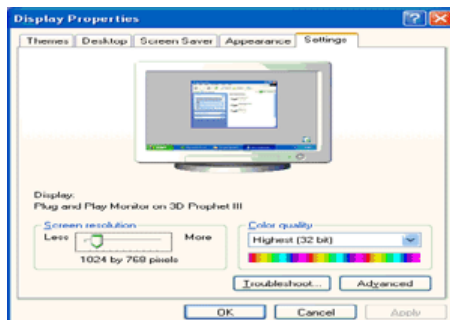 Display Properties
Themes Desktop Screen Saver Appearance Settings
Display:
Plug and Play Monitor on 3D Prophet III
Screen resolution
Less More
1024 by 768 pixels
Color quality
Highest (32 bit)
Troubleshoot... Advanced
OK Cancel Apply